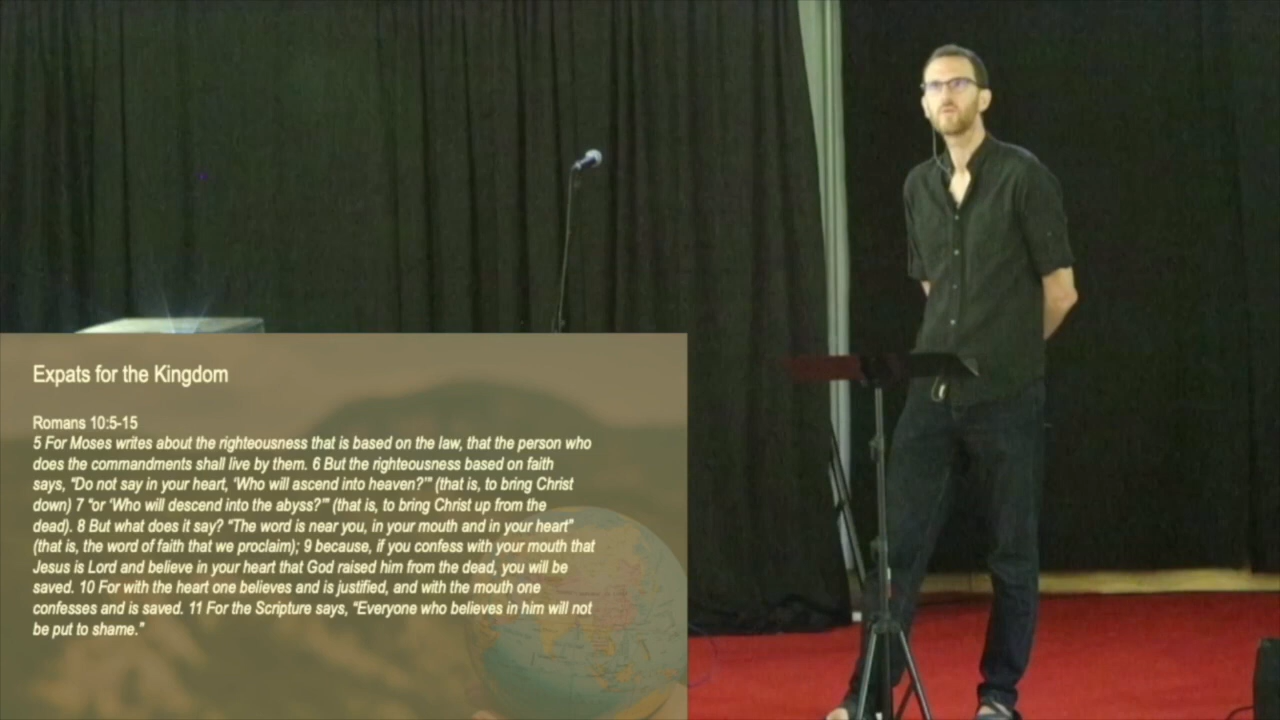 Expats for the Kingdom
Romans 10:5-15
5 For Moses writes about the righteousness that is based on the law, that the person who
does the commandments shall live by them. 6 But the righteousness based on faith
says, “Do not say in your heart, ‘Who will ascend into heaven?’” (that is, to bring Christ
down) 7 “or ‘Who will descend into the abyss?’” (that is, to bring Christ up from the
dead). 8 But what does it say? “The word is near you, in your mouth and in your heart”
(that is, the word of faith that we proclaim); 9 because, if you confess with your mouth that
Jesus is Lord and believe in your heart that God raised him from the dead, you will be
saved. 10 For with the heart one believes and is justified, and with the mouth one
confesses and is saved. 11 For the Scripture says, “Everyone who believes in him will not
be put to shame.”